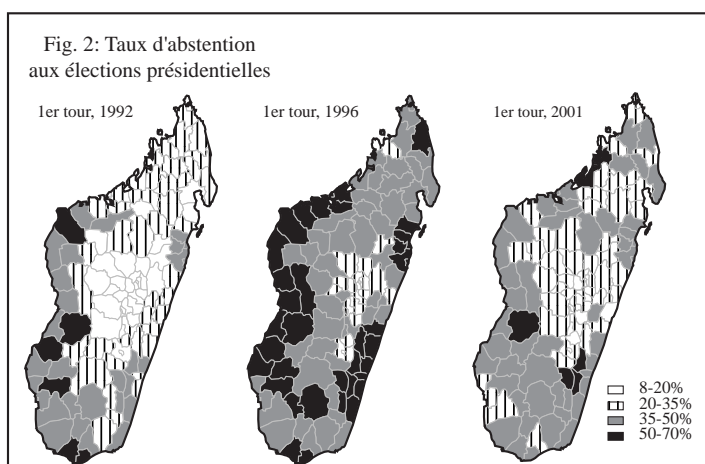 Fig. 2: Taux d'abstention
aux élections présidentielles
1er tour, 1992
1er tour, 1996
1er tour, 2001
8-20%
20-35%
35-50%
50-70%